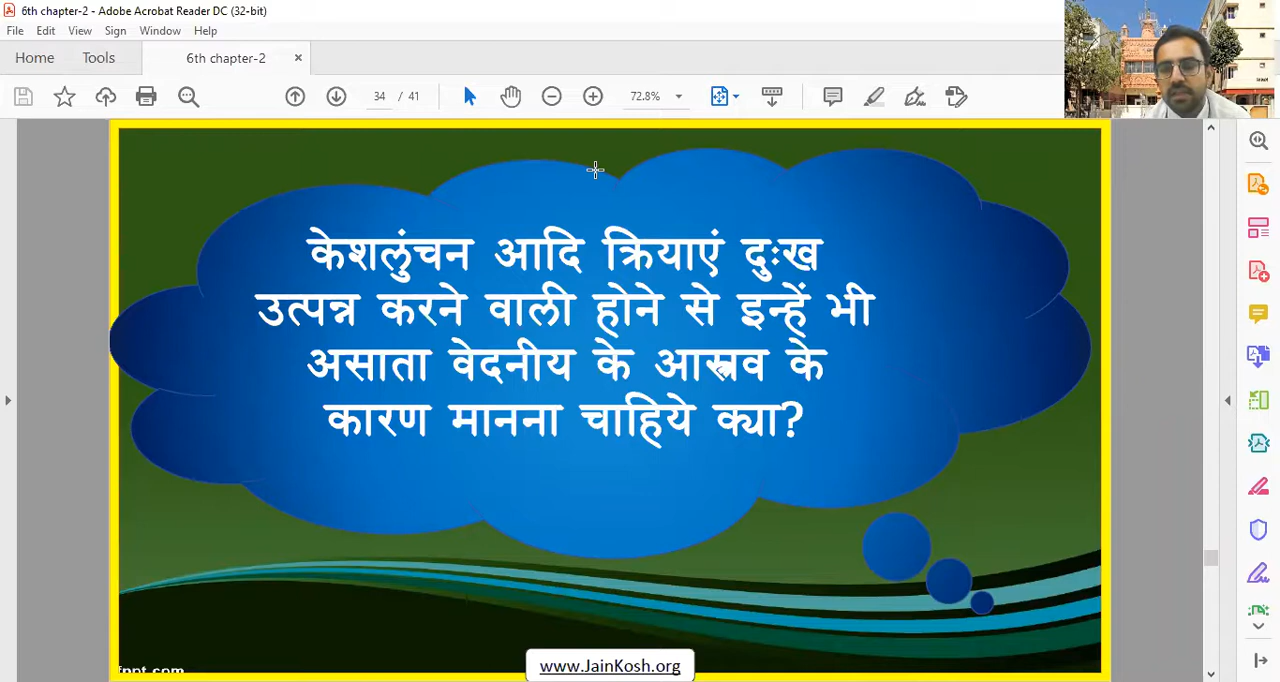 6th chapter-2 - Adobe Acrobat Reader DC (32-bit)
File Edit View Sign Window Help
Home Tools 6th chapter-2 ×
34 / 41 72.8%
केशलुंचन आदि क्रियाएं दुःख
उत्पन्न करने वाली होने से इन्हें भी
असाता वेदनीय के आस्रव के
कारण मानना चाहिये क्या?
www.JainKosh.org